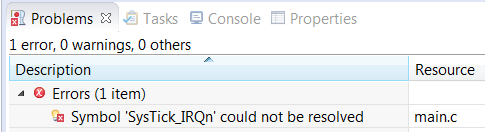 Problems Tasks Console Properties
1 error, 0 warnings, 0 others
Description Resource
Errors (1 item)
Symbol 'SysTick_IRQn' could not be resolved main.c